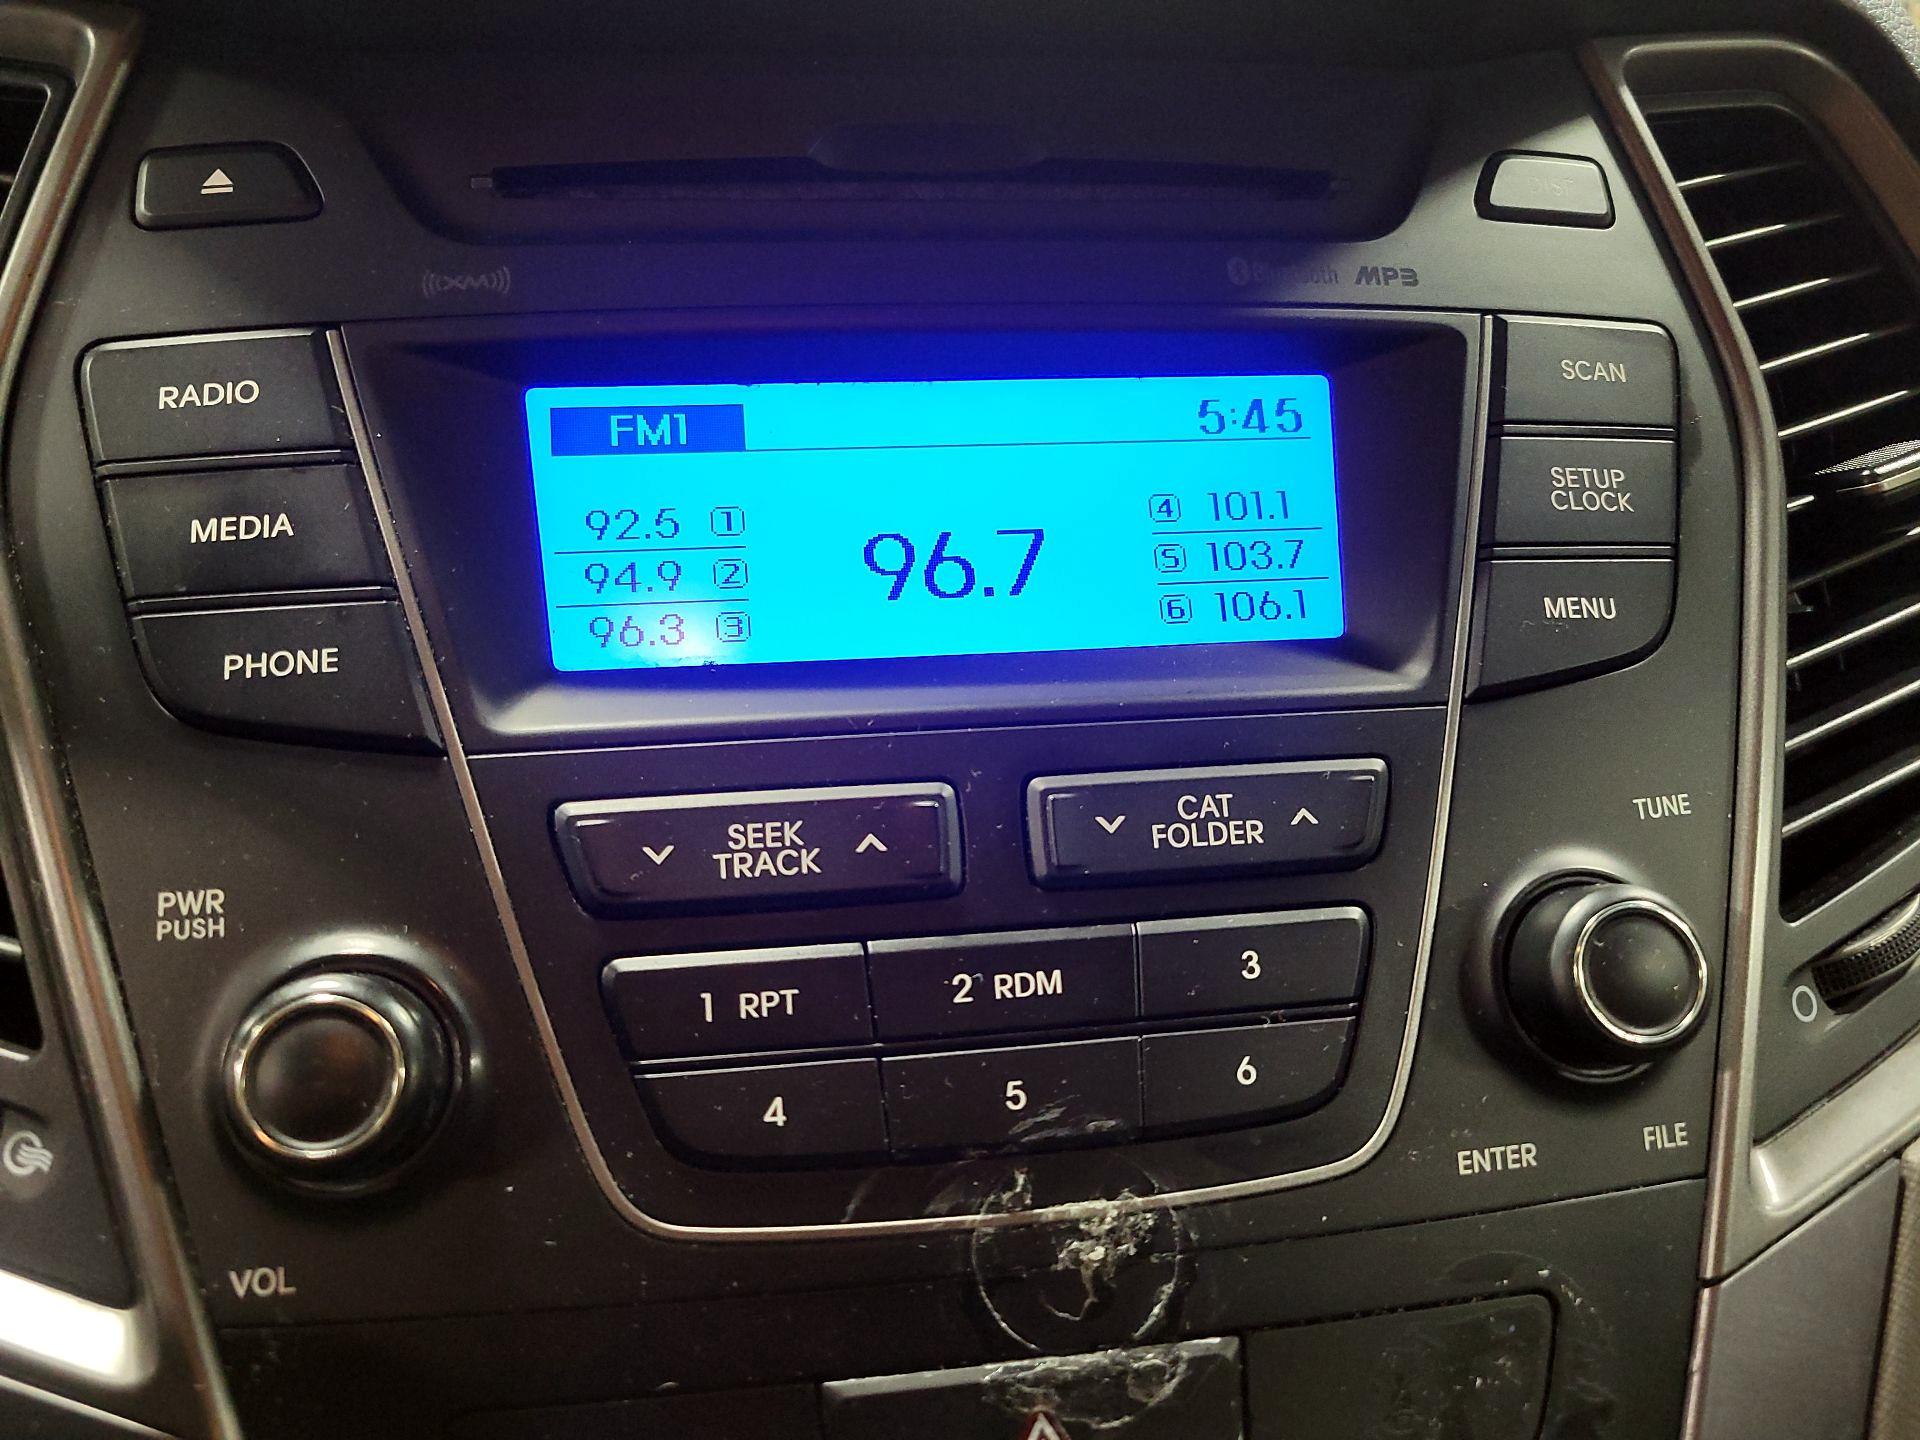 XM
Bluetooth MP3
RADIO
MEDIA
PHONE
FM1
5:45
92.5 1
94.9 2
96.3 3
96.7
4 101.1
5 103.7
6 106.1
SCAN
SETUP
CLOCK
MENU
SEEK
TRACK
CAT
FOLDER
TUNE
PWR
PUSH
1 RPT
2 RDM
3
4
5
6
VOL
ENTER
FILE